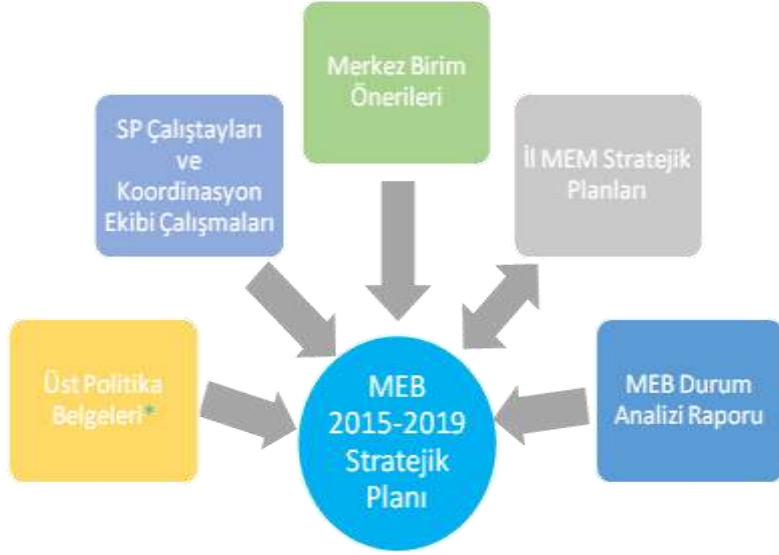 Merkez Birim
Önerileri
SP Çalıştayları
ve
Koordinasyon
Ekibi Çalışmaları
İl MEM Stratejik
Planları
Üst Politika
Belgeleri*
MEB
2015-2019
Stratejik
Planı
MEB Durum
Analizi Raporu